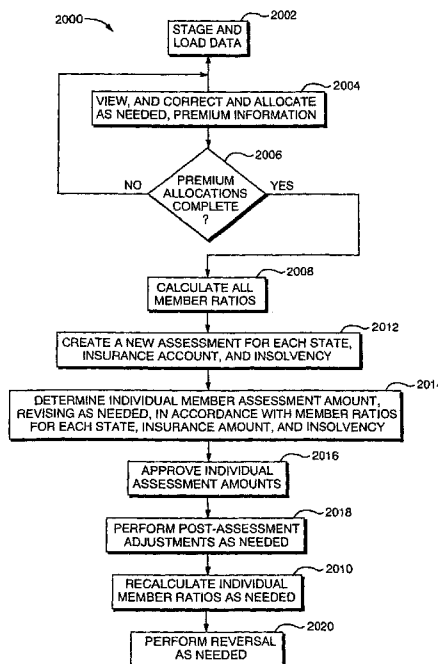 2000
2002
STAGE AND
LOAD DATA
2004
VIEW, AND CORRECT AND ALLOCATE
AS NEEDED, PREMIUM INFORMATION
2006
NO
PREMIUM
ALLOCATIONS
COMPLETE
?
YES
2008
CALCULATE ALL
MEMBER RATIOS
2012
CREATE A NEW ASSESSMENT FOR EACH STATE,
INSURANCE ACCOUNT, AND INSOLVENCY
2014
DETERMINE INDIVIDUAL MEMBER ASSESSMENT AMOUNT,
REVISING AS NEEDED, IN ACCORDANCE WITH MEMBER RATIOS
FOR EACH STATE, INSURANCE AMOUNT, AND INSOLVENCY
2016
APPROVE INDIVIDUAL
ASSESSMENT AMOUNTS
2018
PERFORM POST-ASSESSMENT
ADJUSTMENTS AS NEEDED
2010
RECALCULATE INDIVIDUAL
MEMBER RATIOS AS NEEDED
2020
PERFORM REVERSAL
AS NEEDED